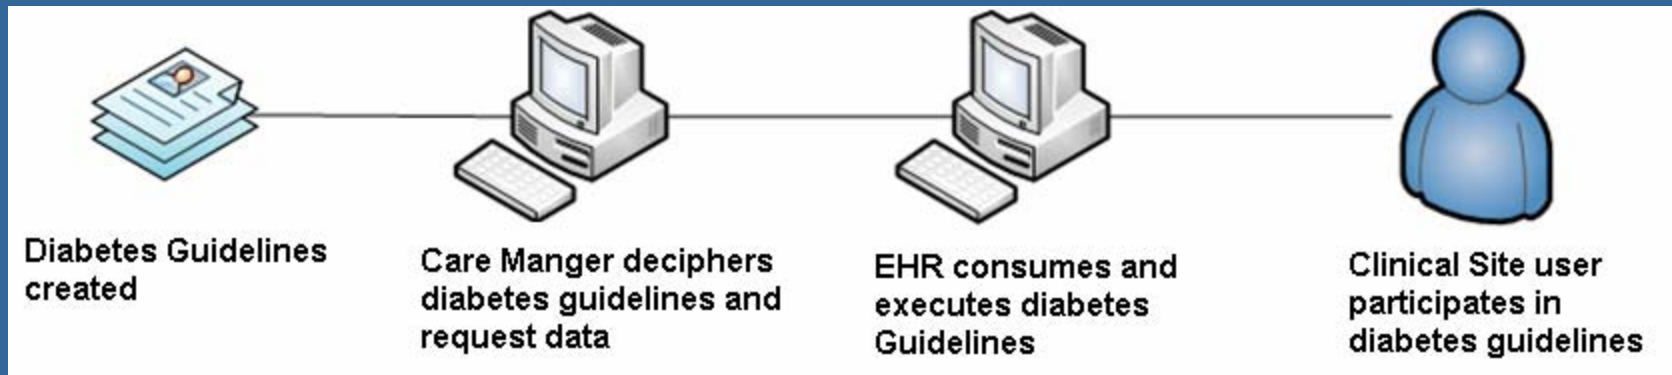 Diabetes Guidelines
created
Care Manger deciphers
diabetes guidelines and
request data
EHR consumes and
executes diabetes
Guidelines
Clinical Site user
participates in
diabetes guidelines